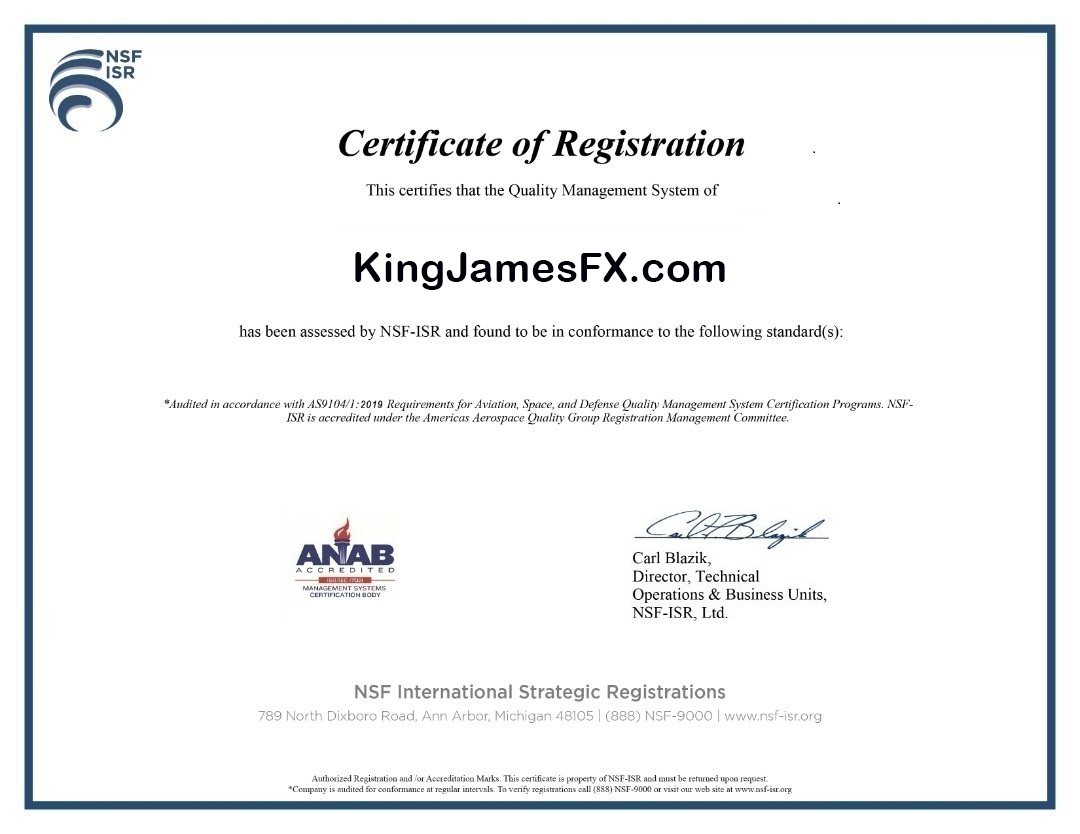 NSF
ISR
Certificate of Registration
This certifies that the Quality Management System of
KingJamesFX.com
has been assessed by NSF-ISR and found to be in conformance to the following standard(s):
*Audited in accordance with AS9104/1:2019 Requirements for Aviation, Space, and Defense Quality Management System Certification Programs. NSF-
ISR is accredited under the Americas Aerospace Quality Group Registration Management Committee.
ANAB
ACCREDITED
ISO/IEC 17021
MANAGEMENT SYSTEMS
CERTIFICATION BODY
Carl Blazik
Carl Blazik,
Director, Technical
Operations & Business Units,
NSF-ISR, Ltd.
NSF International Strategic Registrations
789 North Dixboro Road, Ann Arbor, Michigan 48105 | (888) NSF-9000 | www.nsf-isr.org
Authorized Registration and /or Accreditation Marks. This certificate is property of NSF-ISR and must be returned upon request.
*Company is audited for conformance at regular intervals. To verify registrations call (888) NSF-9000 or visit our web site at www.nsf-isr.org